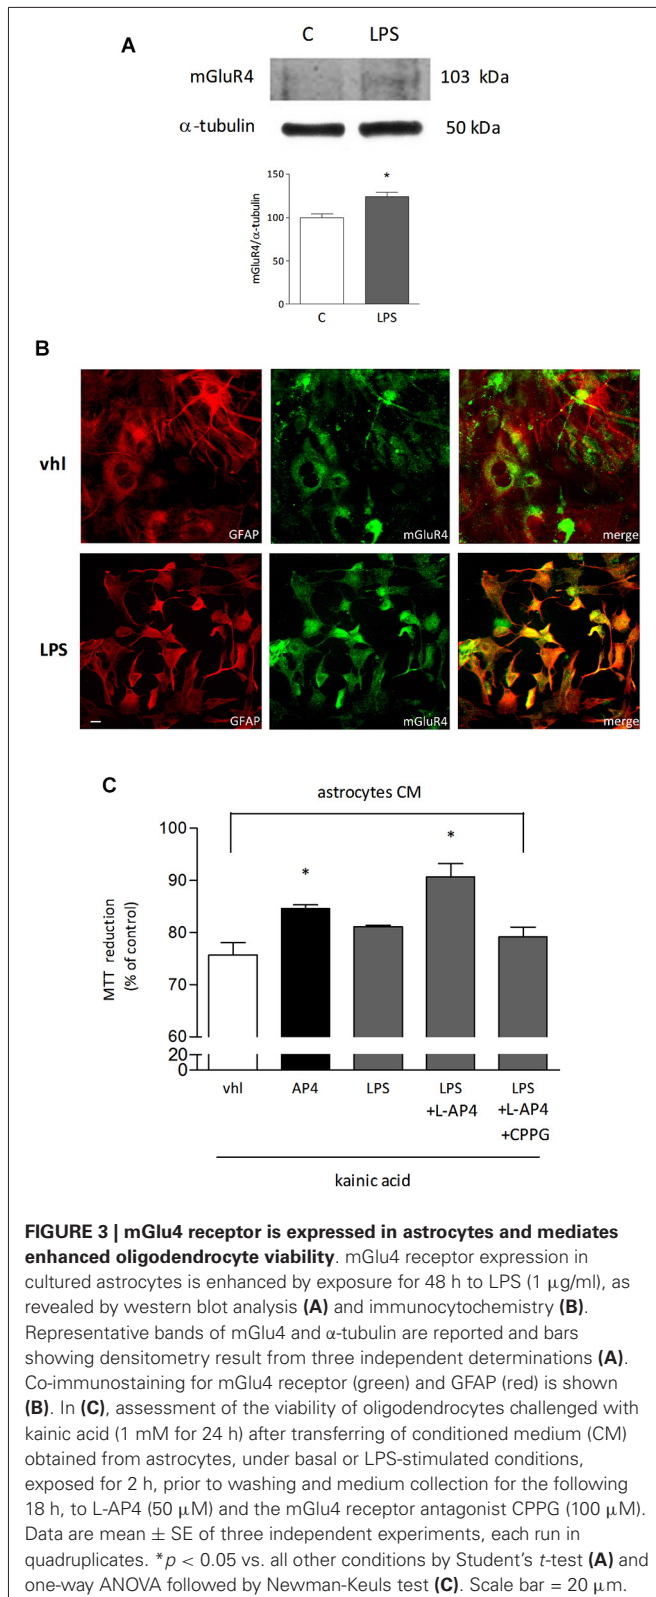 A
C LPS
mGluR4 103 kDa
α-tubulin 50 kDa
150
100
50
0
mGluR4/α-tubulin
*
C LPS
B
vhl
GFAP mGluR4 merge
LPS
GFAP mGluR4 merge
C
astrocytes CM
100
90
80
70
60
20
0
MTT reduction
(% of control)
* *
vhl AP4 LPS LPS LPS
+L-AP4 +L-AP4
+CPPG
kainic acid
FIGURE 3 | mGlu4 receptor is expressed in astrocytes and mediates
enhanced oligodendrocyte viability. mGlu4 receptor expression in
cultured astrocytes is enhanced by exposure for 48 h to LPS (1 μg/ml), as
revealed by western blot analysis (A) and immunocytochemistry (B).
Representative bands of mGlu4 and α-tubulin are reported and bars
showing densitometry result from three independent determinations (A).
Co-immunostaining for mGlu4 receptor (green) and GFAP (red) is shown
(B). In (C), assessment of the viability of oligodendrocytes challenged with
kainic acid (1 mM for 24 h) after transferring of conditioned medium (CM)
obtained from astrocytes, under basal or LPS-stimulated conditions,
exposed for 2 h, prior to washing and medium collection for the following
18 h, to L-AP4 (50 μM) and the mGlu4 receptor antagonist CPPG (100 μM).
Data are mean ± SE of three independent experiments, each run in
quadruplicates. *p < 0.05 vs. all other conditions by Student's t-test (A) and
one-way ANOVA followed by Newman-Keuls test (C). Scale bar = 20 μm.